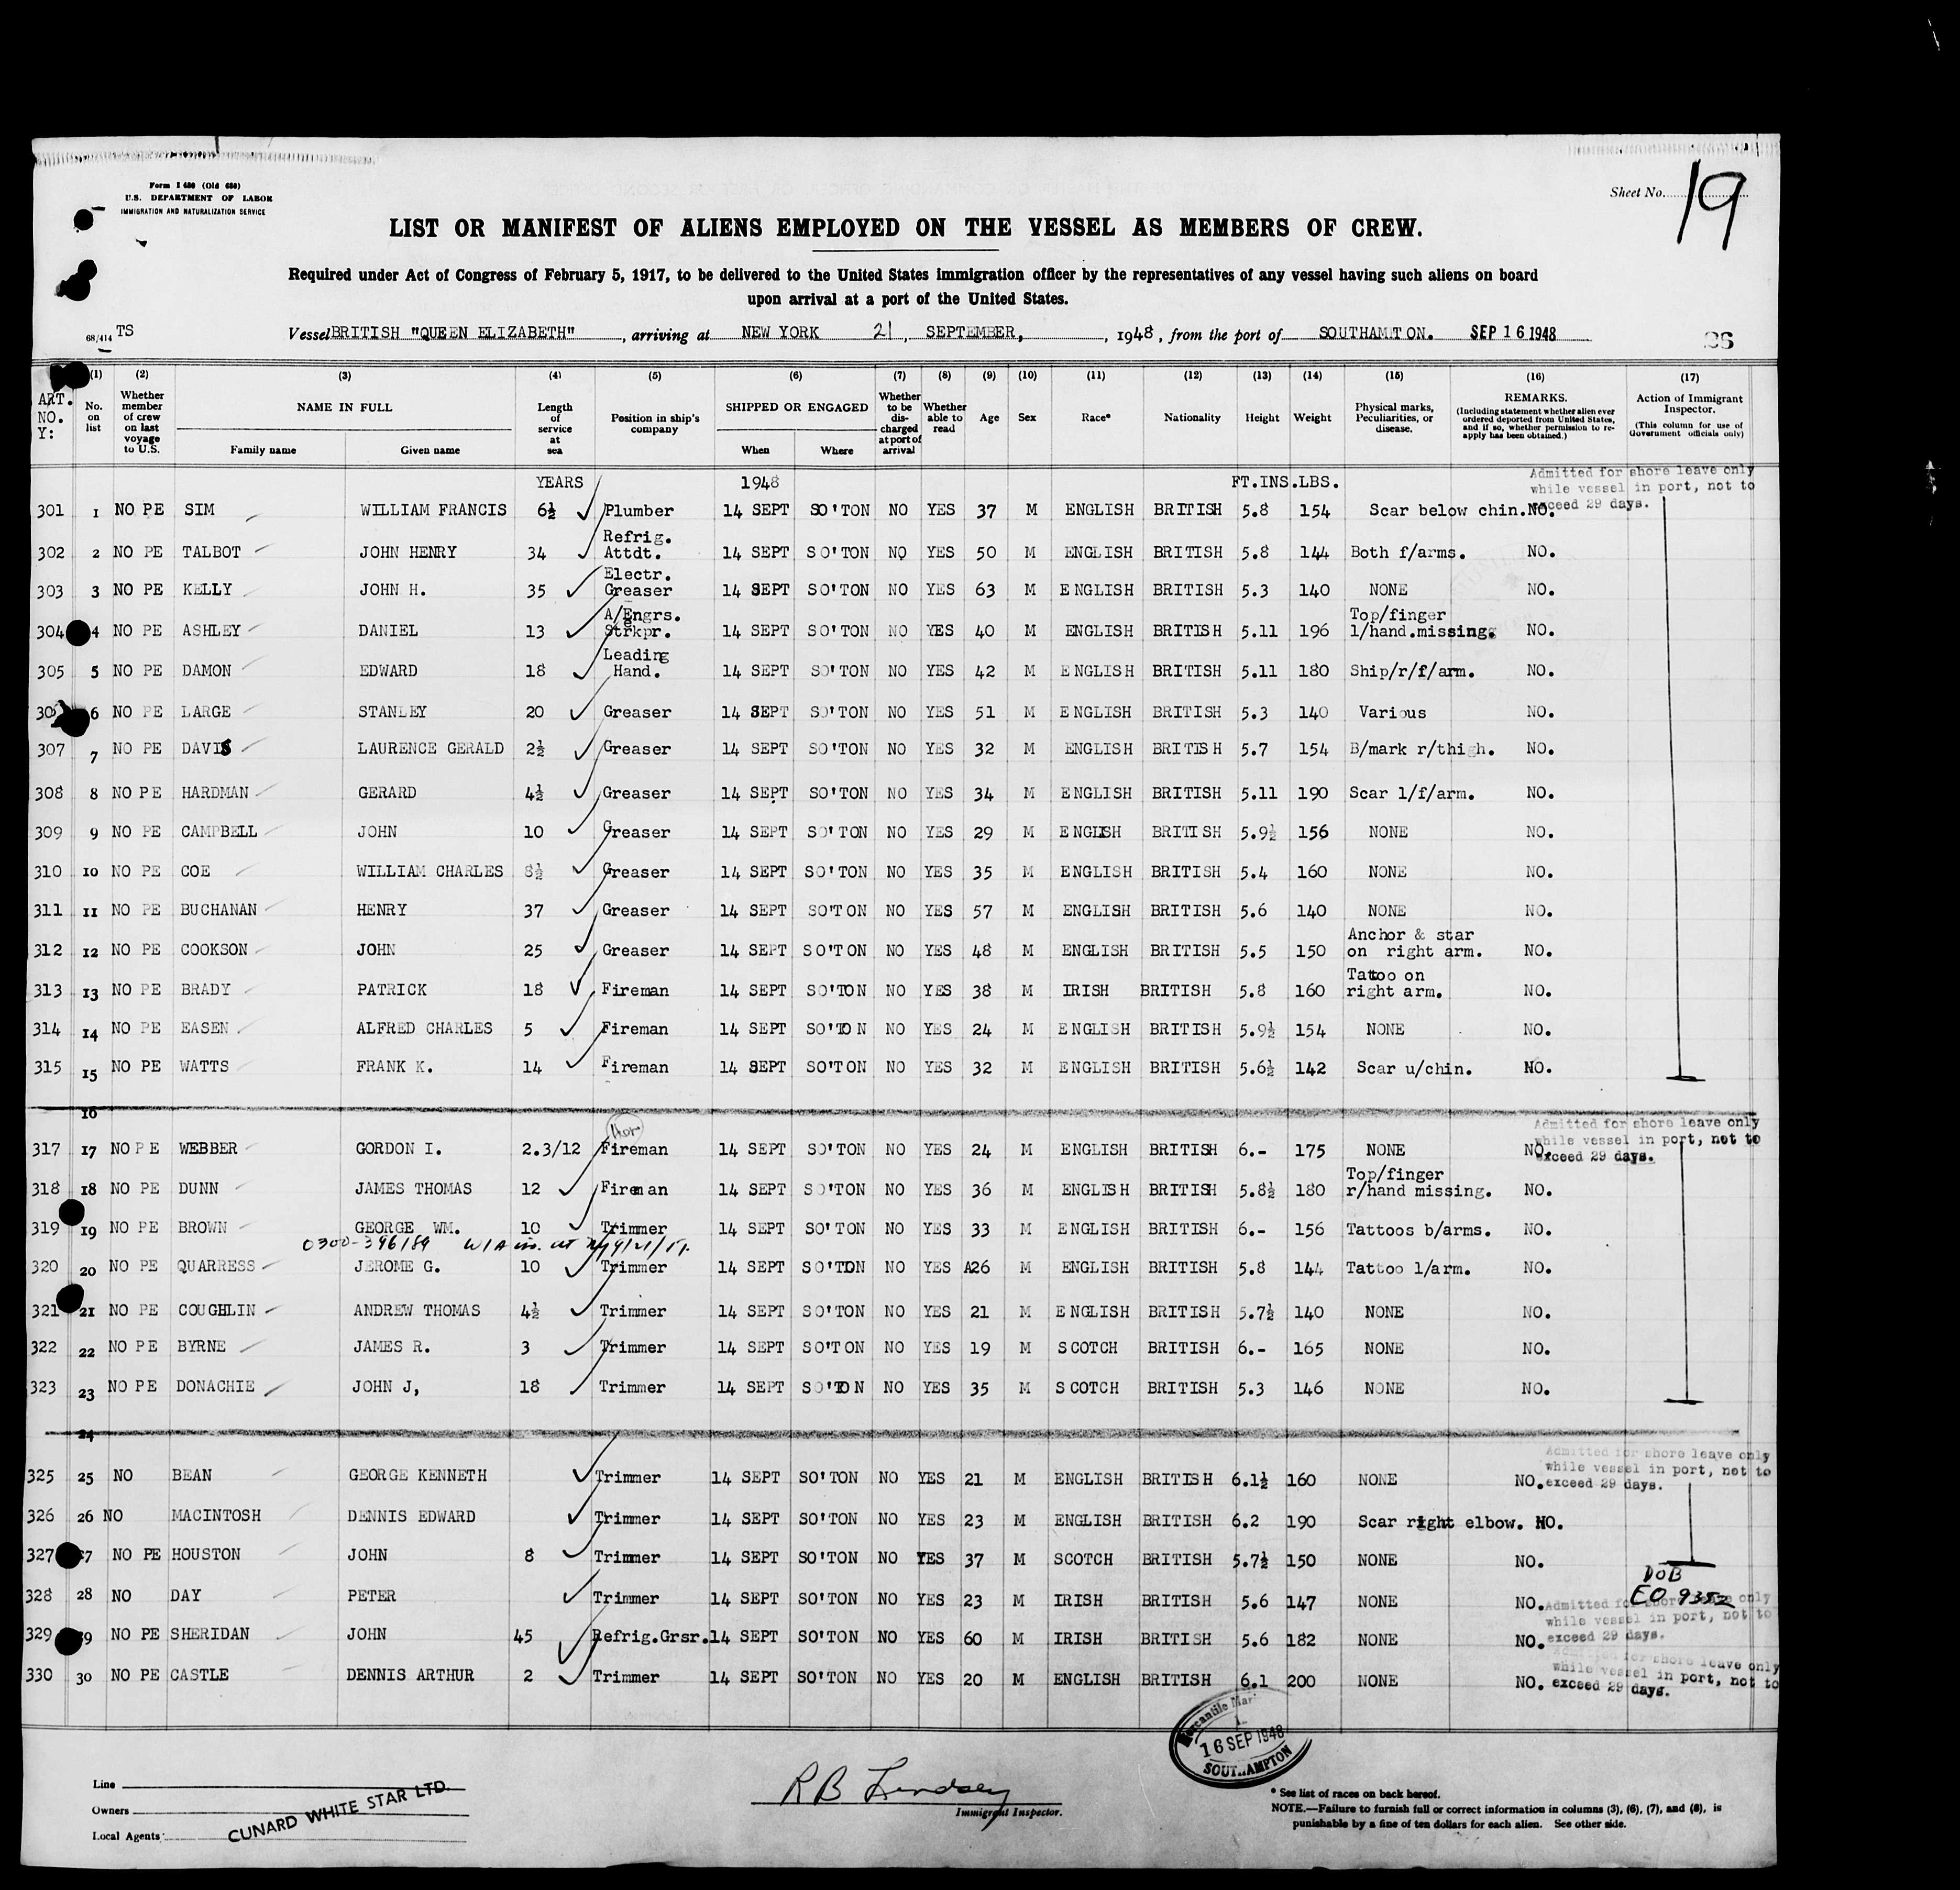 Form I 480 (Old 680)
U.S. DEPARTMENT OF LABOR
IMMIGRATION AND NATURALIZATION SERVICE
Sheet No. 19
LIST OR MANIFEST OF ALIENS EMPLOYED ON THE VESSEL AS MEMBERS OF CREW.
Required under Act of Congress of February 5, 1917, to be delivered to the United States immigration officer by the representatives of any vessel having such aliens on board
upon arrival at a port of the United States.
68/414 TS Vessel BRITISH "QUEEN ELIZABETH", arriving at NEW YORK 21, SEPTEMBER, , 1948, from the port of SOUTHAMTON. SEP 16 1948
ART. NO. Y:
(1) No. on list
(2) Whether member of crew on last voyage to U.S.
(3) NAME IN FULL Family name Given name
(4) Length of service at sea
(5) Position in ship's company
(6) SHIPPED OR ENGAGED When Where
(7) Whether to be discharged at port of arrival
(8) Whether able to read
(9) Age
(10) Sex
(11) Race*
(12) Nationality
(13) Height
(14) Weight
(15) Physical marks, Peculiarities, or disease.
(16) REMARKS. (Including statement whether alien ever ordered deported from United States, and if so, whether permission to re-apply has been obtained.)
(17) Action of Immigrant Inspector. (This column for use of Government officials only)
YEARS 1948 FT.INS.LBS.
Admitted for shore leave only
while vessel in port, not to
exceed 29 days.
301 1 NO PE SIM WILLIAM FRANCIS 6½ Plumber 14 SEPT SO'TON NO YES 37 M ENGLISH BRITISH 5.8 154 Scar below chin. NO.
302 2 NO PE TALBOT JOHN HENRY 34 Refrig. Attdt. 14 SEPT SO'TON NO YES 50 M ENGLISH BRITISH 5.8 144 Both f/arms. NO.
303 3 NO PE KELLY JOHN H. 35 Electr. Greaser 14 SEPT SO'TON NO YES 63 M ENGLISH BRITISH 5.3 140 NONE NO.
304 4 NO PE ASHLEY DANIEL 13 A/Engrs. Strkpr. 14 SEPT SO'TON NO YES 40 M ENGLISH BRITISH 5.11 196 Top/finger l/hand.missing. NO.
305 5 NO PE DAMON EDWARD 18 Leading Hand. 14 SEPT SO'TON NO YES 42 M ENGLISH BRITISH 5.11 180 Ship/r/f/arm. NO.
30 6 NO PE LARGE STANLEY 20 Greaser 14 SEPT SO'TON NO YES 51 M ENGLISH BRITISH 5.3 140 Various NO.
307 7 NO PE DAVIS LAURENCE GERALD 2½ Greaser 14 SEPT SO'TON NO YES 32 M ENGLISH BRITISH 5.7 154 B/mark r/thigh. NO.
308 8 NO PE HARDMAN GERARD 4½ Greaser 14 SEPT SO'TON NO YES 34 M ENGLISH BRITISH 5.11 190 Scar l/f/arm. NO.
309 9 NO PE CAMPBELL JOHN 10 Greaser 14 SEPT SO'TON NO YES 29 M ENGLISH BRITISH 5.9½ 156 NONE NO.
310 10 NO PE COE WILLIAM CHARLES 8½ Greaser 14 SEPT SO'TON NO YES 35 M ENGLISH BRITISH 5.4 160 NONE NO.
311 11 NO PE BUCHANAN HENRY 37 Greaser 14 SEPT SO'TON NO YES 57 M ENGLISH BRITISH 5.6 140 NONE NO.
312 12 NO PE COOKSON JOHN 25 Greaser 14 SEPT SO'TON NO YES 48 M ENGLISH BRITISH 5.5 150 Anchor & star on right arm. NO.
313 13 NO PE BRADY PATRICK 18 Fireman 14 SEPT SO'TON NO YES 38 M IRISH BRITISH 5.8 160 Tatoo on right arm. NO.
314 14 NO PE EASEN ALFRED CHARLES 5 Fireman 14 SEPT SO'TON NO YES 24 M ENGLISH BRITISH 5.9½ 154 NONE NO.
315 15 NO PE WATTS FRANK K. 14 Fireman 14 SEPT SO'TON NO YES 32 M ENGLISH BRITISH 5.6½ 142 Scar u/chin. NO.
16
Admitted for shore leave only
while vessel in port, not to
exceed 29 days.
317 17 NO PE WEBBER GORDON I. 2.3/12 Fireman 14 SEPT SO'TON NO YES 24 M ENGLISH BRITISH 6.- 175 NONE NO.
318 18 NO PE DUNN JAMES THOMAS 12 Fireman 14 SEPT SO'TON NO YES 36 M ENGLISH BRITISH 5.8½ 180 Top/finger r/hand missing. NO.
319 19 NO PE BROWN GEORGE WM. 10 Trimmer 14 SEPT SO'TON NO YES 33 M ENGLISH BRITISH 6.- 156 Tattoos b/arms. NO.
0300-396189
320 20 NO PE QUARRESS JEROME G. 10 Trimmer 14 SEPT SO'TON NO YES A26 M ENGLISH BRITISH 5.8 144 Tattoo l/arm. NO.
321 21 NO PE COUGHLIN ANDREW THOMAS 4½ Trimmer 14 SEPT SO'TON NO YES 21 M ENGLISH BRITISH 5.7½ 140 NONE NO.
322 22 NO PE BYRNE JAMES R. 3 Trimmer 14 SEPT SO'TON NO YES 19 M SCOTCH BRITISH 6.- 165 NONE NO.
323 23 NO PE DONACHIE JOHN J, 18 Trimmer 14 SEPT SO'TON NO YES 35 M SCOTCH BRITISH 5.3 146 NONE NO.
24
Admitted for shore leave only
while vessel in port, not to
exceed 29 days.
325 25 NO BEAN GEORGE KENNETH Trimmer 14 SEPT SO'TON NO YES 21 M ENGLISH BRITISH 6.1½ 160 NONE NO.
326 26 NO MACINTOSH DENNIS EDWARD Trimmer 14 SEPT SO'TON NO YES 23 M ENGLISH BRITISH 6.2 190 Scar right elbow. NO.
327 7 NO PE HOUSTON JOHN 8 Trimmer 14 SEPT SO'TON NO YES 37 M SCOTCH BRITISH 5.7½ 150 NONE NO.
DOB
EO 9352
328 28 NO DAY PETER Trimmer 14 SEPT SO'TON NO YES 23 M IRISH BRITISH 5.6 147 NONE NO.
Admitted for shore leave only
while vessel in port, not to
exceed 29 days.
329 9 NO PE SHERIDAN JOHN 45 Refrig.Grsr. 14 SEPT SO'TON NO YES 60 M IRISH BRITISH 5.6 182 NONE NO.
Admitted for shore leave only
while vessel in port, not to
exceed 29 days.
330 30 NO PE CASTLE DENNIS ARTHUR 2 Trimmer 14 SEPT SO'TON NO YES 20 M ENGLISH BRITISH 6.1 200 NONE NO.
Mercantile Mar
16 SEP 1948
SOUTHAMPTON
Line
Owners
Local Agents
CUNARD WHITE STAR LTD.
R B Lindsey
Immigrant Inspector.
* See list of races on back hereof.
NOTE.—Failure to furnish full or correct information in columns (3), (6), (7), and (8), is
punishable by a fine of ten dollars for each alien. See other side.